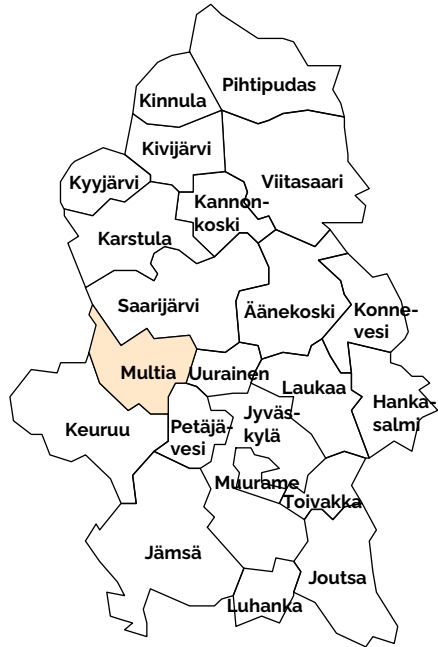 Pihtipudas
Kinnula
Kivijärvi
Kyyjärvi
Viitasaari
Kannon-
koski
Karstula
Saarijärvi
Äänekoski
Konne-
vesi
Multia
Uurainen
Laukaa
Hanka-
salmi
Keuruu
Petäjä-
vesi
Jyväs-
kylä
Muurame
Toivakka
Jämsä
Joutsa
Luhanka